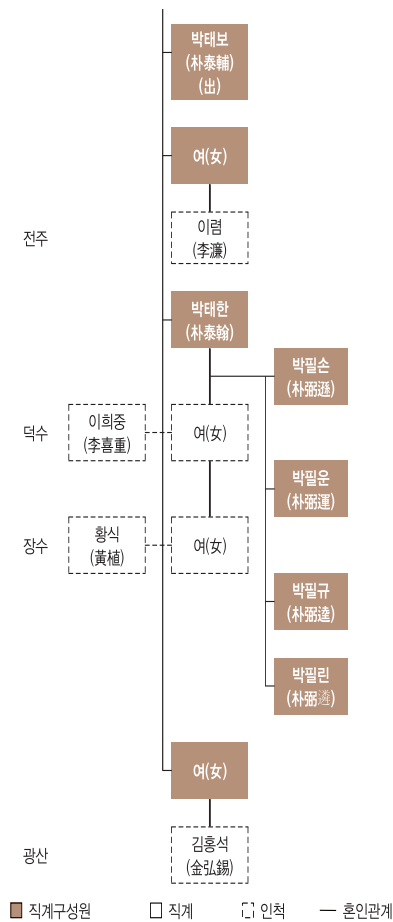 박태보
(朴泰輔)
(出)
여(女)
전주
이렴
(李濂)
박태한
(朴泰翰)
박필손
(朴弼遜)
덕수
이희중
(李喜重)
여(女)
박필운
(朴弼運)
장수
황식
(黃植)
여(女)
박필규
(朴弼逵)
박필린
(朴弼遴)
여(女)
광산
김홍석
(金弘錫)
직계구성원
직계
인척
혼인관계